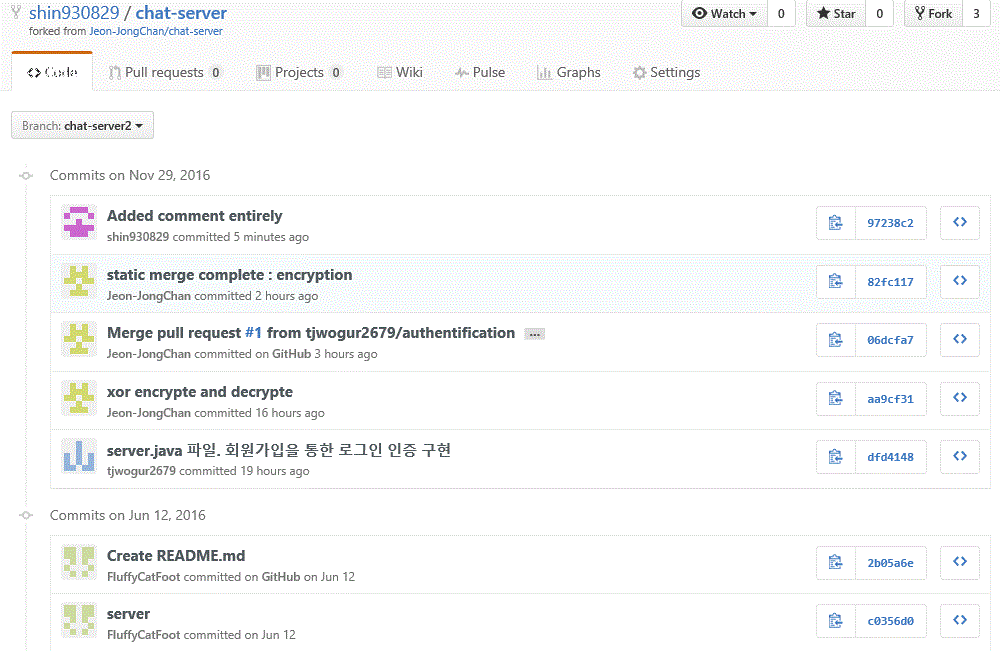 shin930829 / chat-server
forked from Jeon-JongChan/chat-server
Watch 0 Star 0 Fork 3
Code Pull requests 0 Projects 0 Wiki Pulse Graphs Settings
Branch: chat-server2
Commits on Nov 29, 2016
Added comment entirely
shin930829 committed 5 minutes ago
97238c2
static merge complete : encryption
Jeon-JongChan committed 2 hours ago
82fc117
Merge pull request #1 from tjwogur2679/authentification ...
Jeon-JongChan committed on GitHub 3 hours ago
06dcfa7
xor encrypte and decrypte
Jeon-JongChan committed 16 hours ago
aa9cf31
server.java 파일. 회원가입을 통한 로그인 인증 구현
tjwogur2679 committed 19 hours ago
dfd4148
Commits on Jun 12, 2016
Create README.md
FluffyCatFoot committed on GitHub on Jun 12
2b05a6e
server
FluffyCatFoot committed on Jun 12
c0356d0